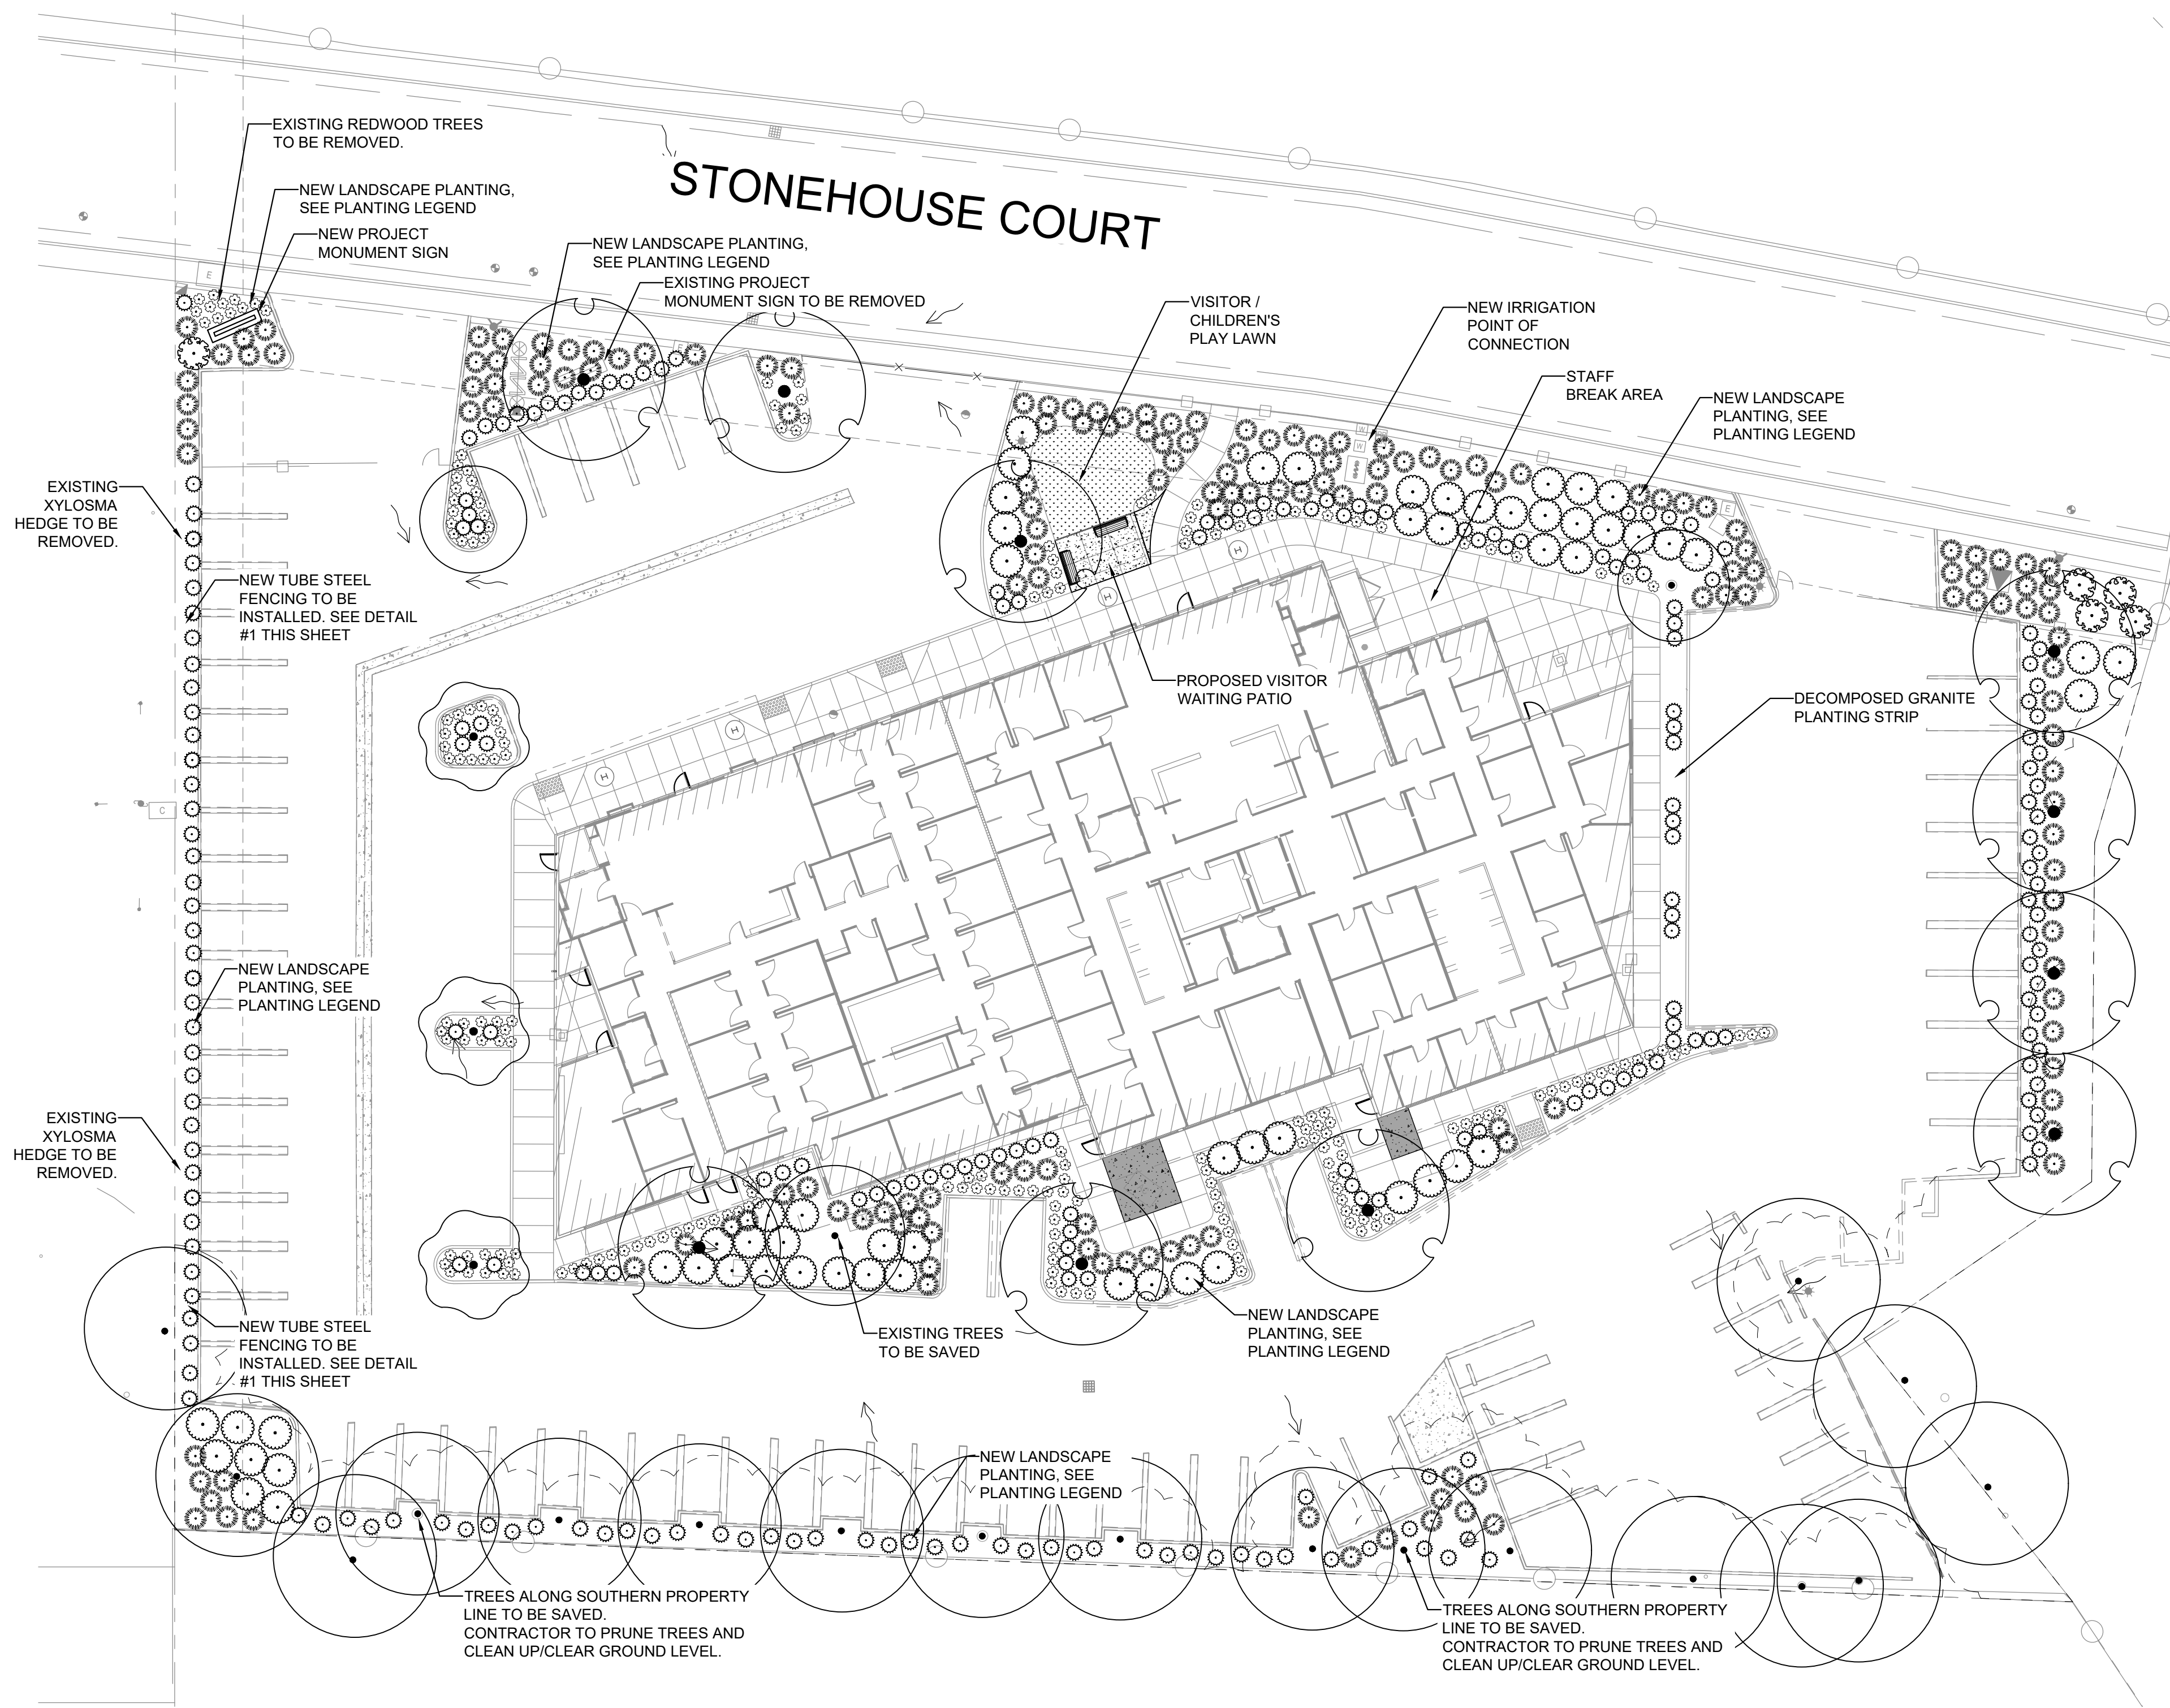 EXISTING REDWOOD TREES
TO BE REMOVED.
STONEHOUSE COURT
NEW LANDSCAPE PLANTING,
SEE PLANTING LEGEND
NEW PROJECT
MONUMENT SIGN
NEW LANDSCAPE PLANTING,
SEE PLANTING LEGEND
EXISTING PROJECT
MONUMENT SIGN TO BE REMOVED
E
E
VISITOR /
CHILDREN'S
PLAY LAWN
NEW IRRIGATION
POINT OF
CONNECTION
STAFF
BREAK AREA
NEW LANDSCAPE
PLANTING, SEE
PLANTING LEGEND
W
W
E
EXISTING
XYLOSMA
HEDGE TO BE
REMOVED.
H
H
NEW TUBE STEEL
FENCING TO BE
INSTALLED. SEE DETAIL
#1 THIS SHEET
PROPOSED VISITOR
WAITING PATIO
DECOMPOSED GRANITE
PLANTING STRIP
H
H
C
NEW LANDSCAPE
PLANTING, SEE
PLANTING LEGEND
EXISTING
XYLOSMA
HEDGE TO BE
REMOVED.
NEW TUBE STEEL
FENCING TO BE
INSTALLED. SEE DETAIL
#1 THIS SHEET
EXISTING TREES
TO BE SAVED
NEW LANDSCAPE
PLANTING, SEE
PLANTING LEGEND
NEW LANDSCAPE
PLANTING, SEE
PLANTING LEGEND
TREES ALONG SOUTHERN PROPERTY
LINE TO BE SAVED.
CONTRACTOR TO PRUNE TREES AND
CLEAN UP/CLEAR GROUND LEVEL.
TREES ALONG SOUTHERN PROPERTY
LINE TO BE SAVED.
CONTRACTOR TO PRUNE TREES AND
CLEAN UP/CLEAR GROUND LEVEL.